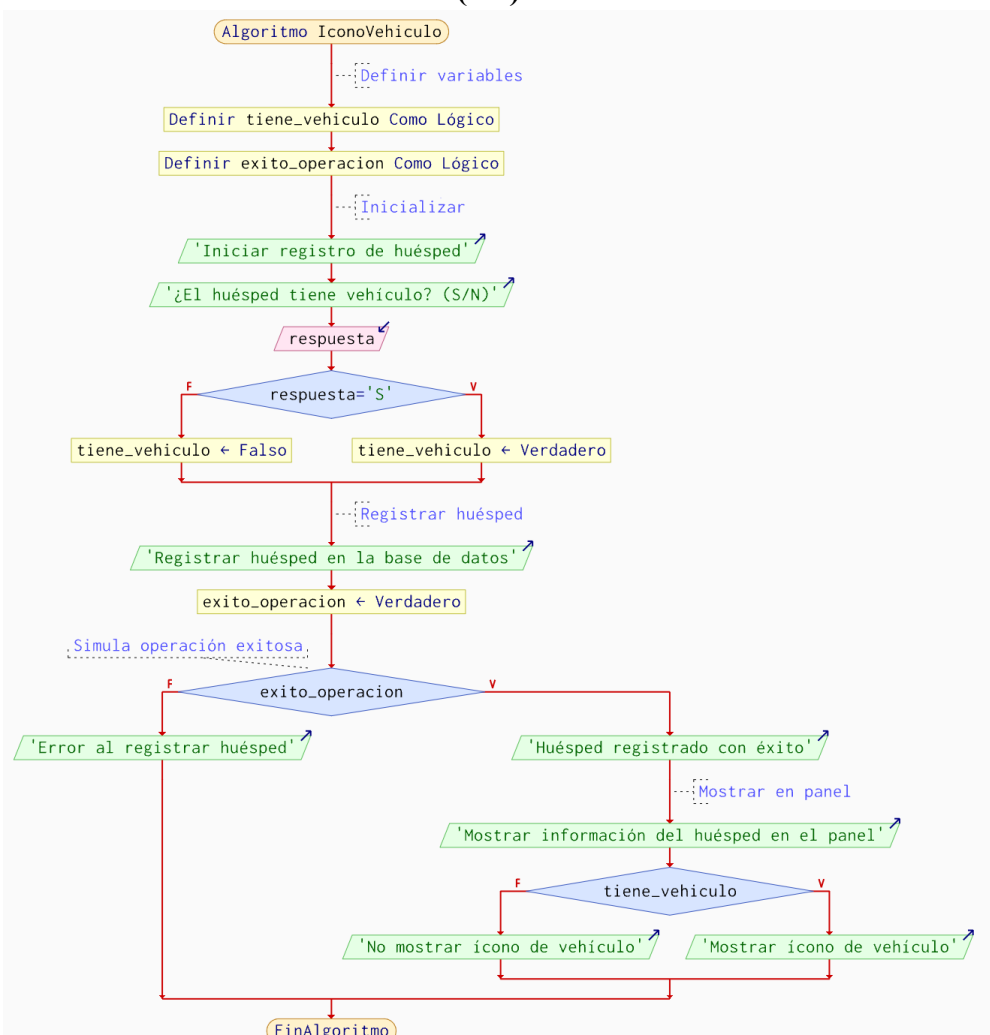 Algoritmo IconoVehiculo
Definir variables
Definir tiene_vehiculo Como Lógico
Definir exito_operacion Como Lógico
Inicializar
'Iniciar registro de huésped'
'¿El huésped tiene vehículo? (S/N)'
respuesta
F
respuesta='S'
V
tiene_vehiculo ← Falso
tiene_vehiculo ← Verdadero
Registrar huésped
'Registrar huésped en la base de datos'
exito_operacion ← Verdadero
Simula operación exitosa
F
exito_operacion
V
'Error al registrar huésped'
'Huésped registrado con éxito'
Mostrar en panel
'Mostrar información del huésped en el panel'
F
tiene_vehiculo
V
'No mostrar ícono de vehículo'
'Mostrar ícono de vehículo'
FinAlgoritmo